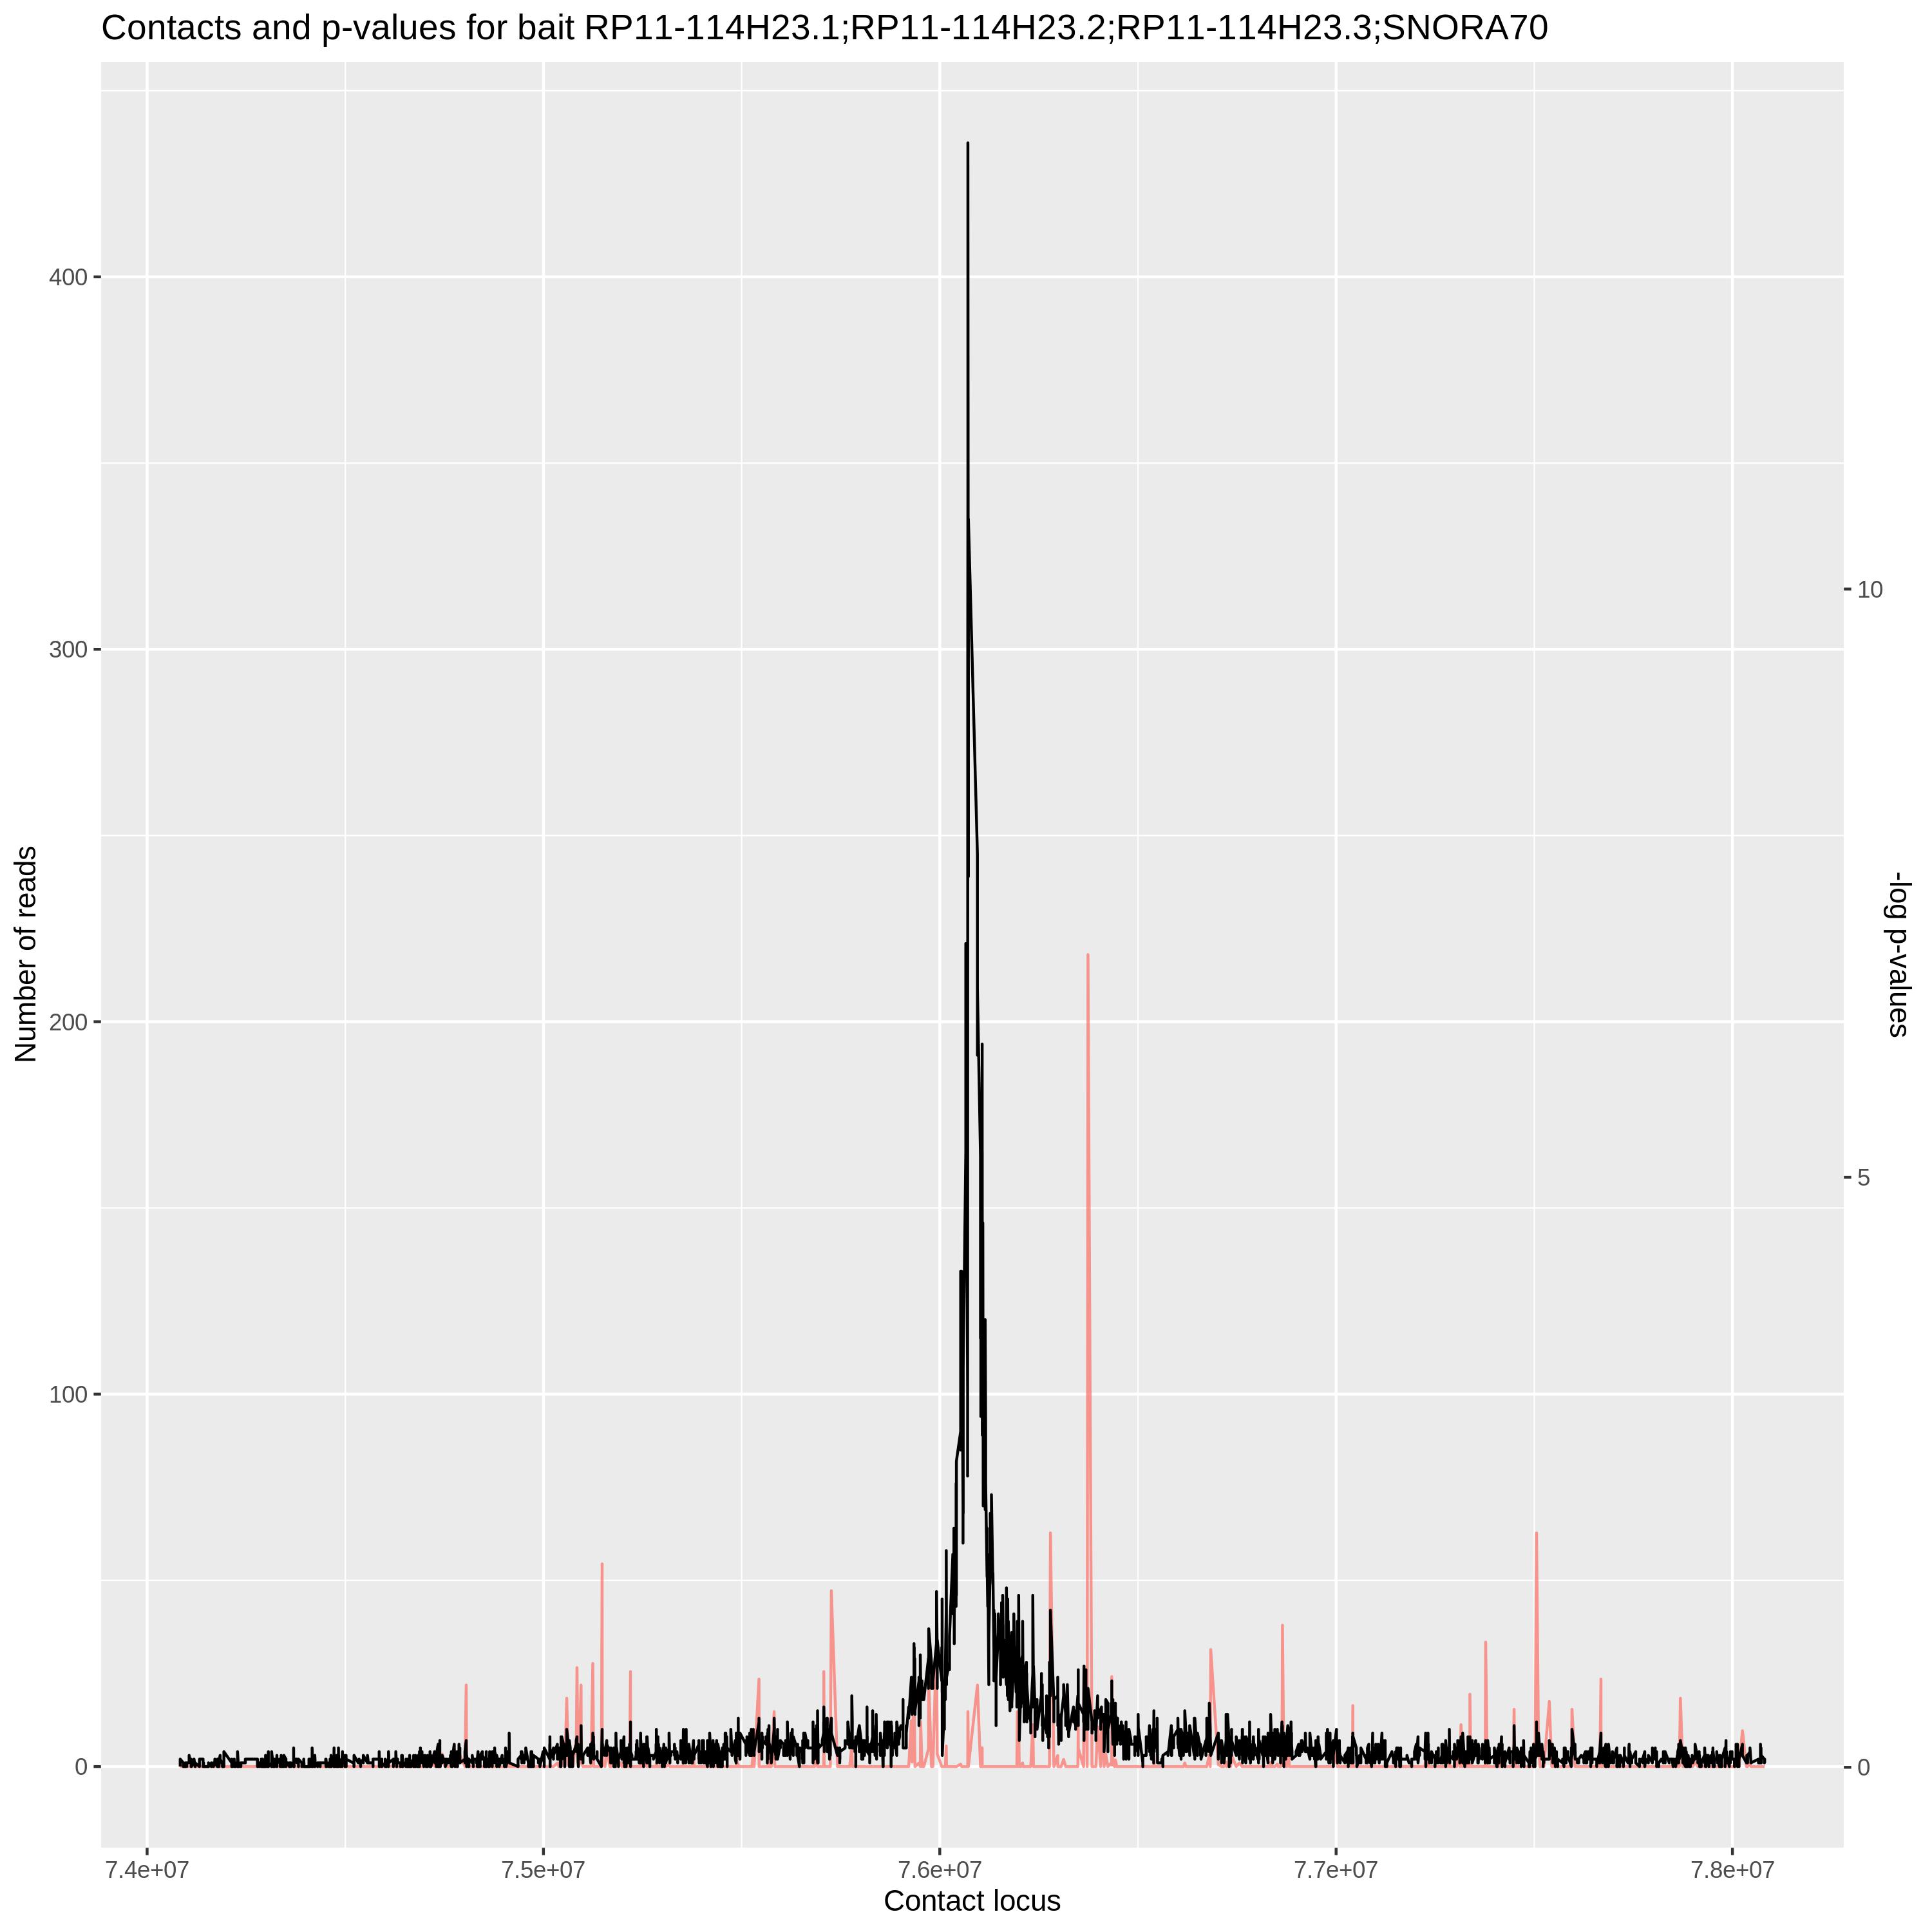 Contacts and p-values for bait RP11-114H23.1;RP11-114H23.2;RP11-114H23.3;SNORA70
400
300
200
100
0
Number of reads
10
5
0
-log p-values
7.4e+07
7.5e+07
7.6e+07
7.7e+07
7.8e+07
Contact locus